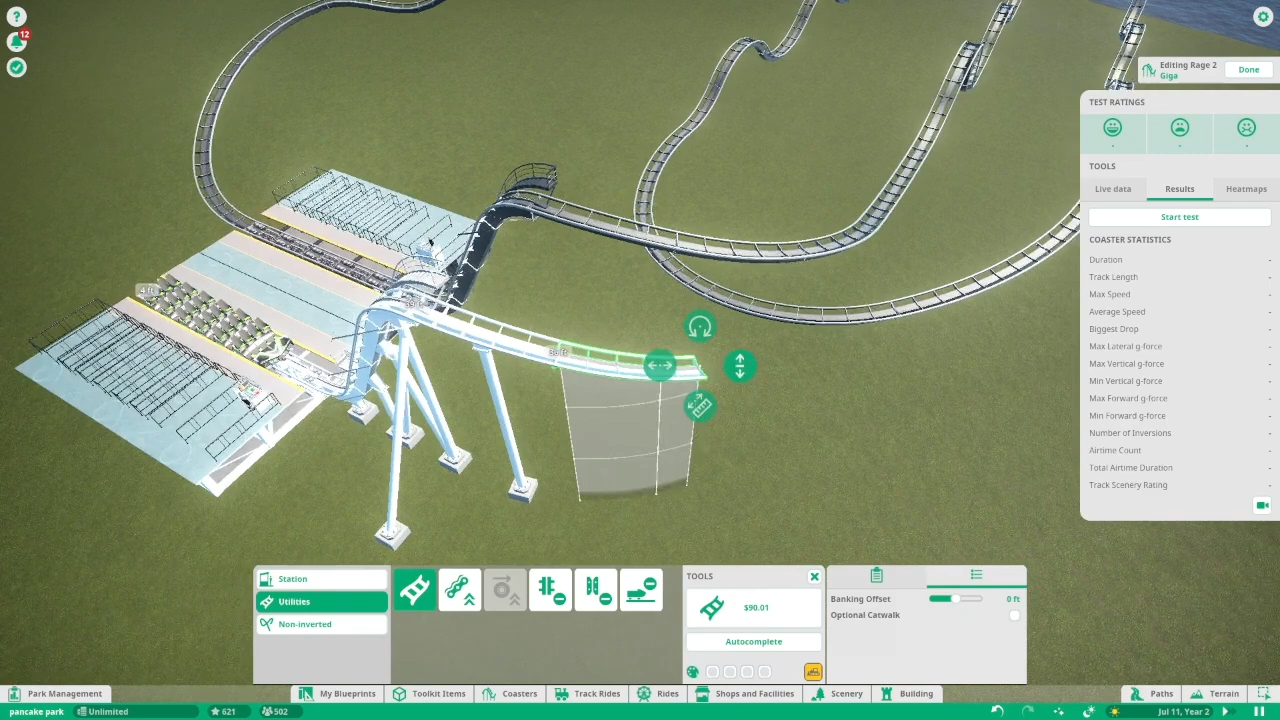 12
Editing Rage 2
Giga
Done
TEST RATINGS
-
-
-
TOOLS
Live data
Results
Heatmaps
Start test
COASTER STATISTICS
Duration -
Track Length -
Max Speed -
Average Speed -
Biggest Drop -
Max Lateral g-force -
Max Vertical g-force -
Min Vertical g-force -
Max Forward g-force -
Min Forward g-force -
Number of Inversions -
Airtime Count -
Total Airtime Duration -
Track Scenery Rating -
4 ft
Station
Utilities
Non-inverted
TOOLS
$90.01
Autocomplete
Banking Offset 0 ft
Optional Catwalk
Park Management
My Blueprints
Toolkit Items
Coasters
Track Rides
Rides
Shops and Facilities
Scenery
Building
Paths
Terrain
pancake park
Unlimited
621
502
Jul 11, Year 2